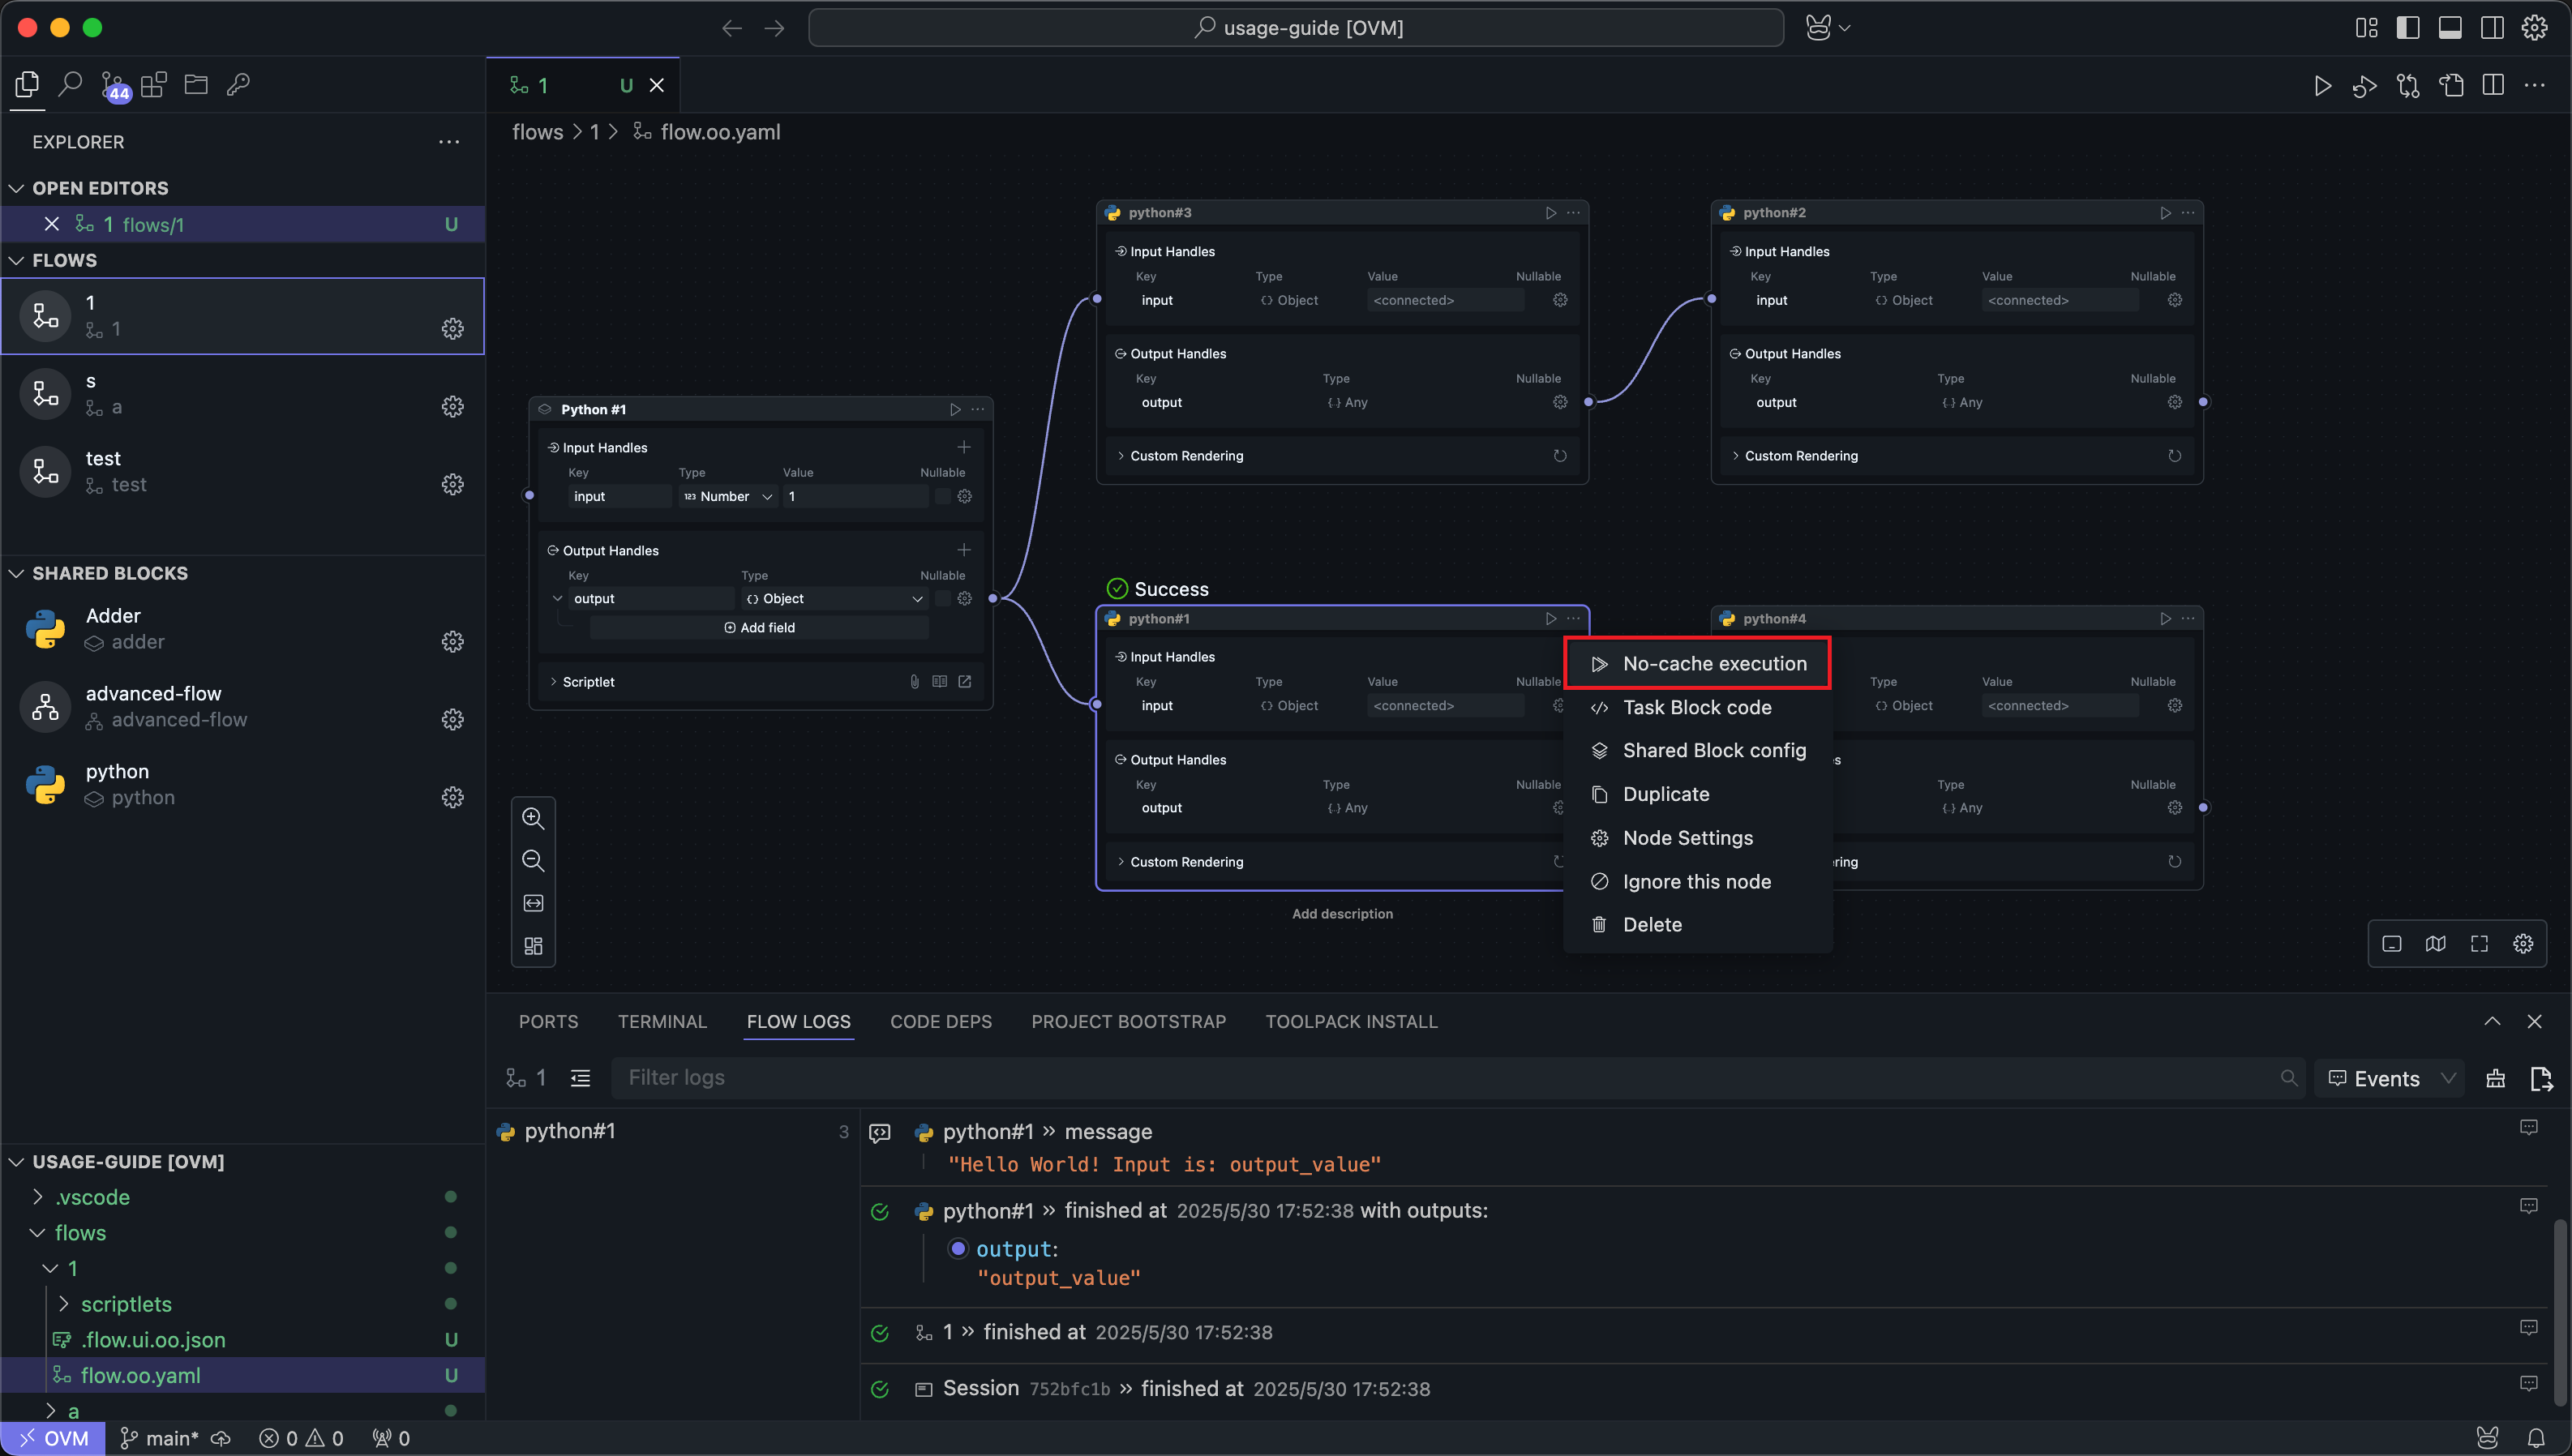 usage-guide [OVM]
44
1 U
EXPLORER
flows > 1 > flow.oo.yaml
OPEN EDITORS
1 flows/1 U
FLOWS
1
1
s
a
test
test
SHARED BLOCKS
Adder
adder
advanced-flow
advanced-flow
python
python
USAGE-GUIDE [OVM]
.vscode
flows
1
scriptlets
.flow.ui.oo.json U
flow.oo.yaml U
a
Python #1
Input Handles
Key Type Value Nullable
input 123 Number 1
Output Handles
Key Type Nullable
output {} Object
Add field
Scriptlet
python#3
Input Handles
Key Type Value Nullable
input {} Object <connected>
Output Handles
Key Type Nullable
output {..} Any
Custom Rendering
python#2
Input Handles
Key Type Value Nullable
input {} Object <connected>
Output Handles
Key Type Nullable
output {..} Any
Custom Rendering
Success
python#1
Input Handles
Key Type Value Nullable
input {} Object <connected>
Output Handles
Key Type Nullable
output {..} Any
Custom Rendering
Add description
No-cache execution
Task Block code
Shared Block config
Duplicate
Node Settings
Ignore this node
Delete
python#4
Type Value Nullable
{} Object <connected>
s
Type Nullable
{..} Any
ring
PORTS TERMINAL FLOW LOGS CODE DEPS PROJECT BOOTSTRAP TOOLPACK INSTALL
1 Filter logs Events
python#1 3
python#1 » message
"Hello World! Input is: output_value"
python#1 » finished at 2025/5/30 17:52:38 with outputs:
output:
"output_value"
1 » finished at 2025/5/30 17:52:38
Session 752bfc1b » finished at 2025/5/30 17:52:38
OVM main* 0 0 0